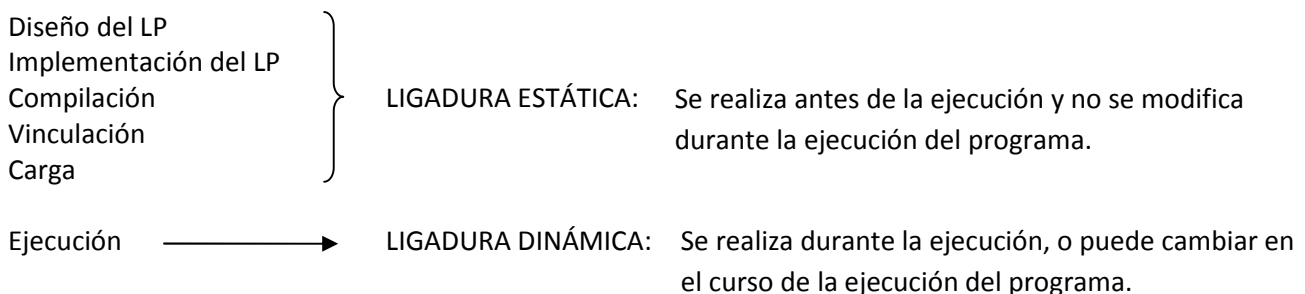 Diseño del LP
Implementación del LP
Compilación
Vinculación
Carga
LIGADURA ESTÁTICA: Se realiza antes de la ejecución y no se modifica
durante la ejecución del programa.
Ejecución LIGADURA DINÁMICA: Se realiza durante la ejecución, o puede cambiar en
el curso de la ejecución del programa.